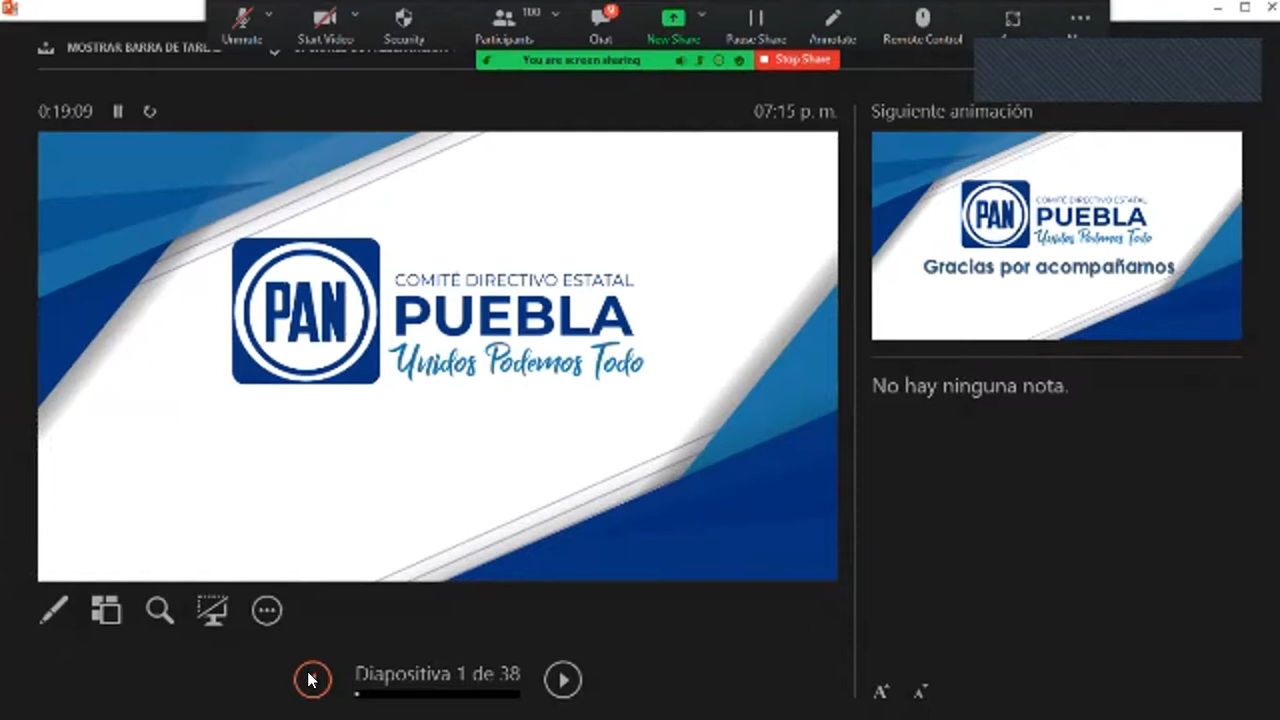 100
9
Unmute
Start Video
Security
Participants
Chat
New Share
Pause Share
Annotate
Remote Control
MOSTRAR BARRA DE
You are screen sharing
Stop Share
0:19:09
07:15 p. m.
Siguiente animación
PAN
COMITÉ DIRECTIVO ESTATAL
PUEBLA
Unidos Podemos Todo
PAN
COMITÉ DIRECTIVO ESTATAL
PUEBLA
Unidos Podemos Todo
Gracias por acompañarnos
No hay ninguna nota.
Diapositiva 1 de 38
A A